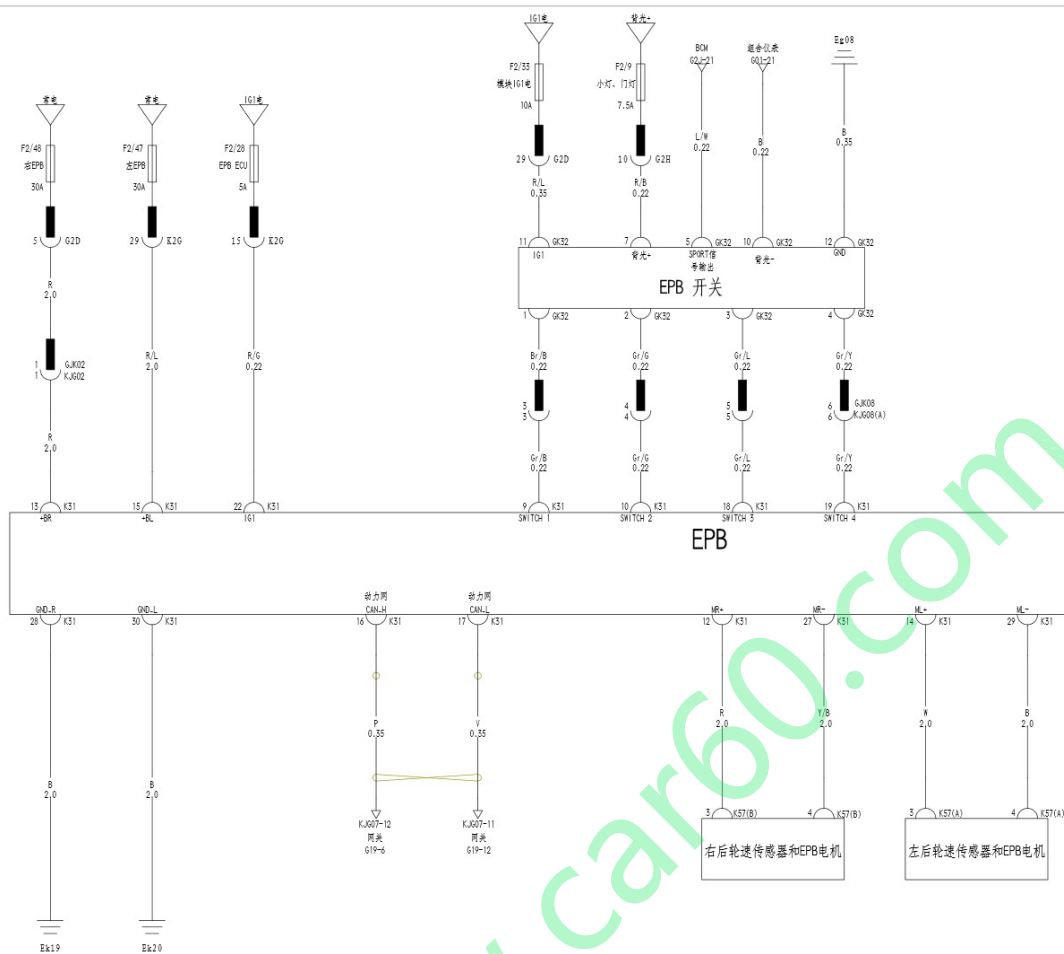 IG1电
背光+
BCM
G2J-21
组合仪表
G01-21
Eg08
F2/33
模块IG1电
10A
F2/9
小灯、门灯
7.5A
常电
常电
IG1电
L/W
0.22
B
0.22
B
0.35
F2/48
右EPB
30A
F2/47
左EPB
30A
F2/28
EPB ECU
5A
29 G2D
10 G2H
R/L
0.35
R/B
0.22
5 G2D
29 K2G
15 K2G
11 GK32
7
5 GK32
10 GK32
12 GK32
IG1
背光+
SPORT信
号输出
背光-
GND
EPB 开关
R
2.0
1 GK32
2 GK32
3 GK32
4 GK32
Br/B
0.22
Gr/G
0.22
Gr/L
0.22
Gr/Y
0.22
1 GJK02
1 KJG02
R/L
2.0
R/G
0.22
3
3
4
4
5
5
6 GJK08
6 KJG08(A)
R
2.0
Gr/B
0.22
Gr/G
0.22
Gr/L
0.22
Gr/Y
0.22
13 K31
15 K31
22 K31
9 K31
10 K31
18 K31
19 K31
+BR
+BL
IG1
SWITCH 1
SWITCH 2
SWITCH 3
SWITCH 4
EPB
动力网
动力网
GND_R
GND_L
CAN_H
CAN_L
MR+
MR-
ML+
ML-
28 K31
30 K31
16 K31
17 K31
12 K31
27 K31
14 K31
29 K31
P
0.35
V
0.35
R
2.0
Y/B
2.0
W
2.0
B
2.0
B
2.0
B
2.0
KJG07-12
网关
G19-6
KJG07-11
网关
G19-12
3 K57(B)
4 K57(B)
3 K57(A)
4 K57(A)
右后轮速传感器和EPB电机
左后轮速传感器和EPB电机
Ek19
Ek20
car60.com